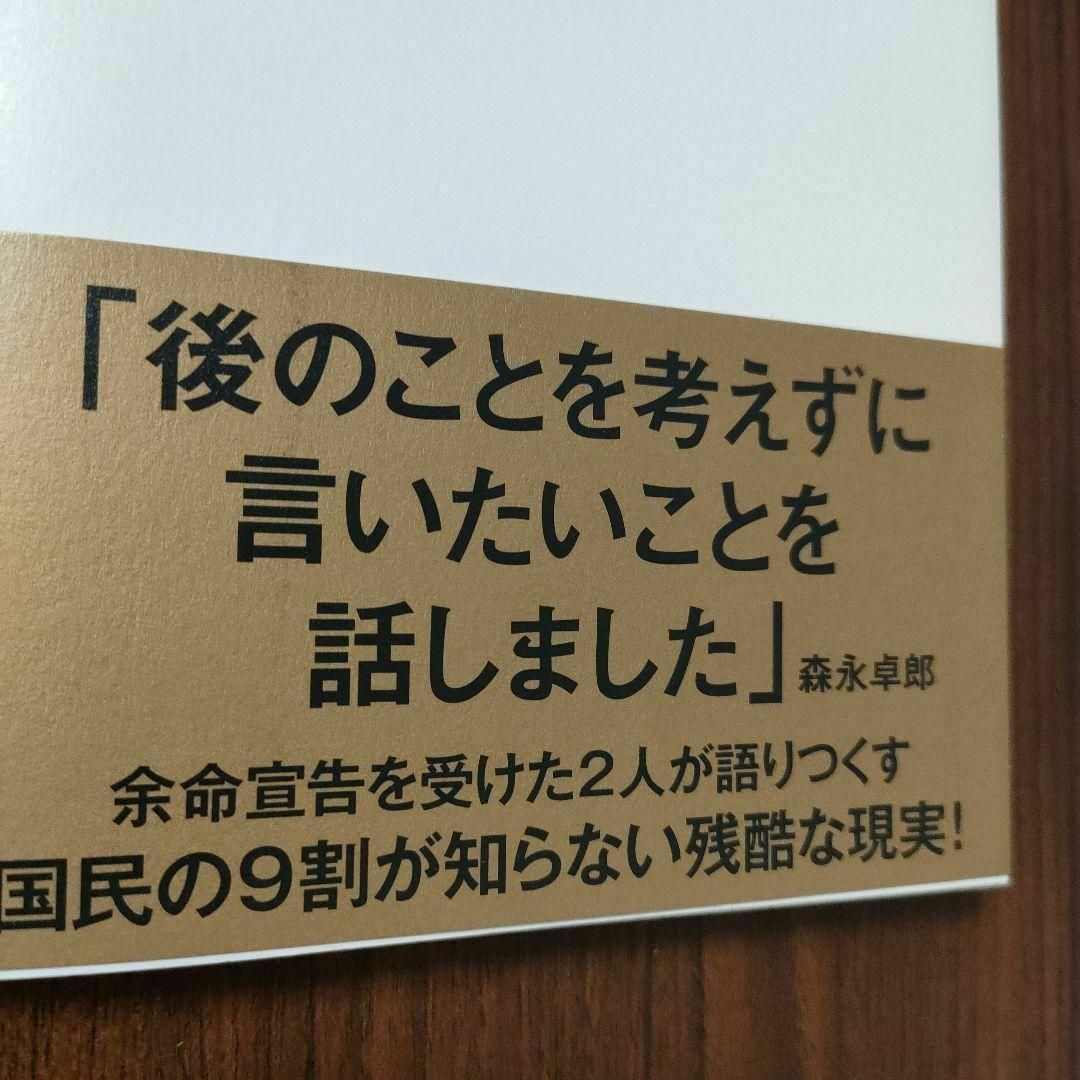 「後のことを考えずに
言いたいことを
話しました」森永卓郎
余命宣告を受けた2人が語りつくす
国民の9割が知らない残酷な現実!